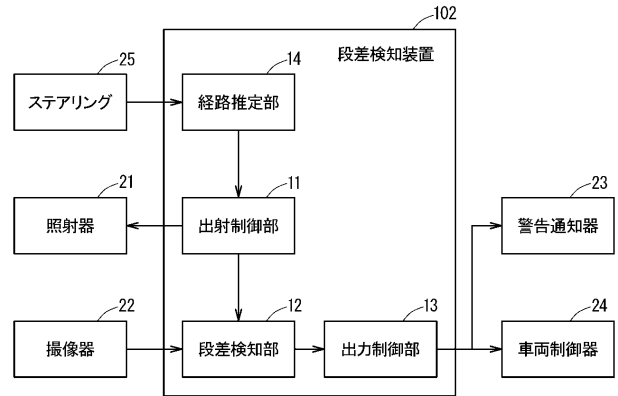 102
段差検知装置
25
ステアリング
14
経路推定部
21
照射器
11
出射制御部
23
警告通知器
22
撮像器
12
段差検知部
13
出力制御部
24
車両制御器